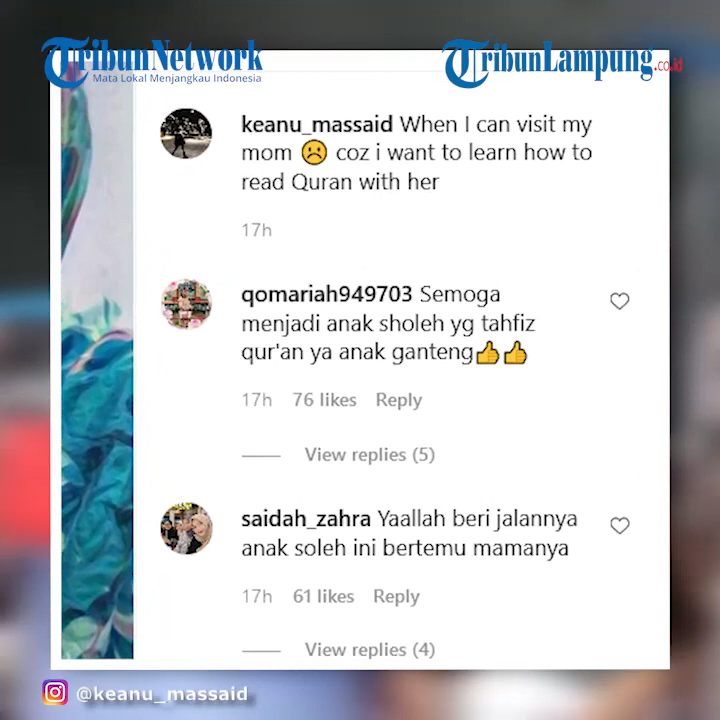 TribunNetwork
Mata Lokal Menjangkau Indonesia
TribunLampung.co.id
keanu_massaid When I can visit my
mom ☹️ coz i want to learn how to
read Quran with her
17h
qomariah949703 Semoga
menjadi anak sholeh yg tahfiz
qur'an ya anak ganteng👍👍
17h 76 likes Reply
View replies (5)
saidah_zahra Yaallah beri jalannya
anak soleh ini bertemu mamanya
17h 61 likes Reply
View replies (4)
@keanu_massaid